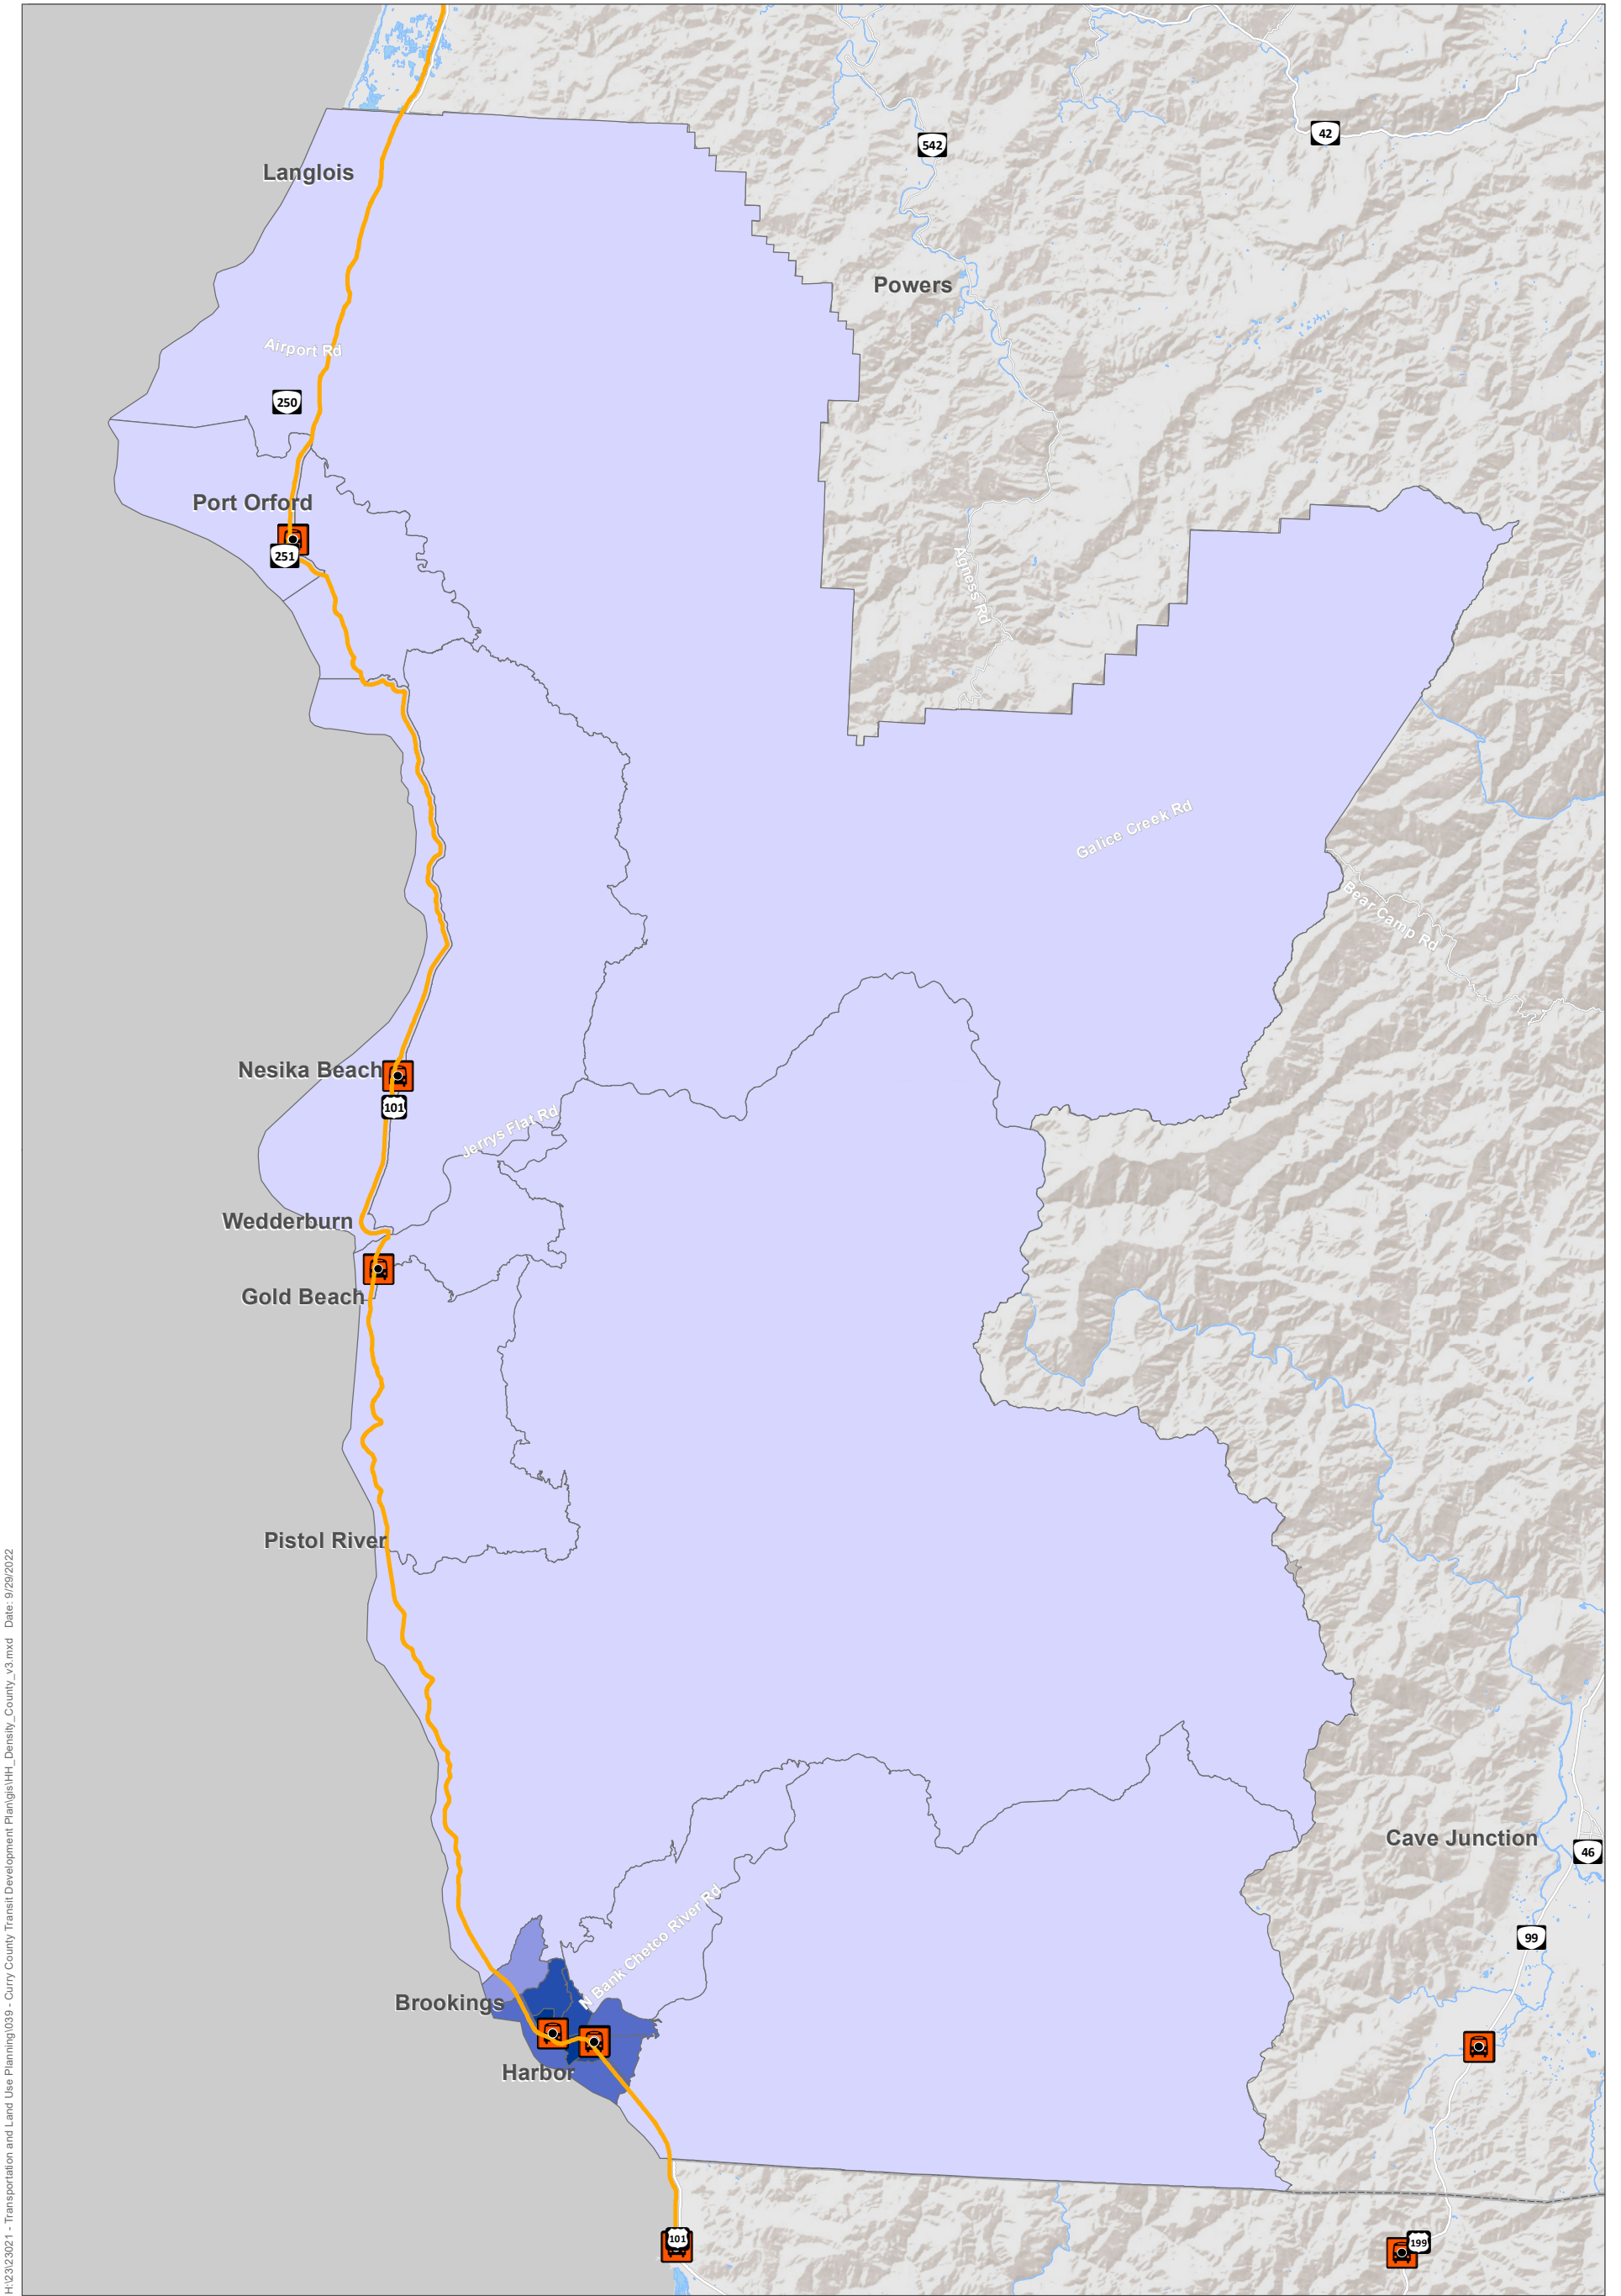 42
542
Langlois
Powers
Airport Rd
250
Port Orford
251
Agness Rd
Galice Creek Rd
Bear Camp Rd
Nesika Beach
101
Jerrys Flat Rd
Wedderburn
Gold Beach
Pistol River
Cave Junction
46
N Bank Chetco River Rd
99
Brookings
Harbor
101
199
H:\23\23021 - Transportation and Land Use Planning\039 - Curry County Transit Development Plan\gis\HH_Density_County_v3.mxd Date: 9/29/2022